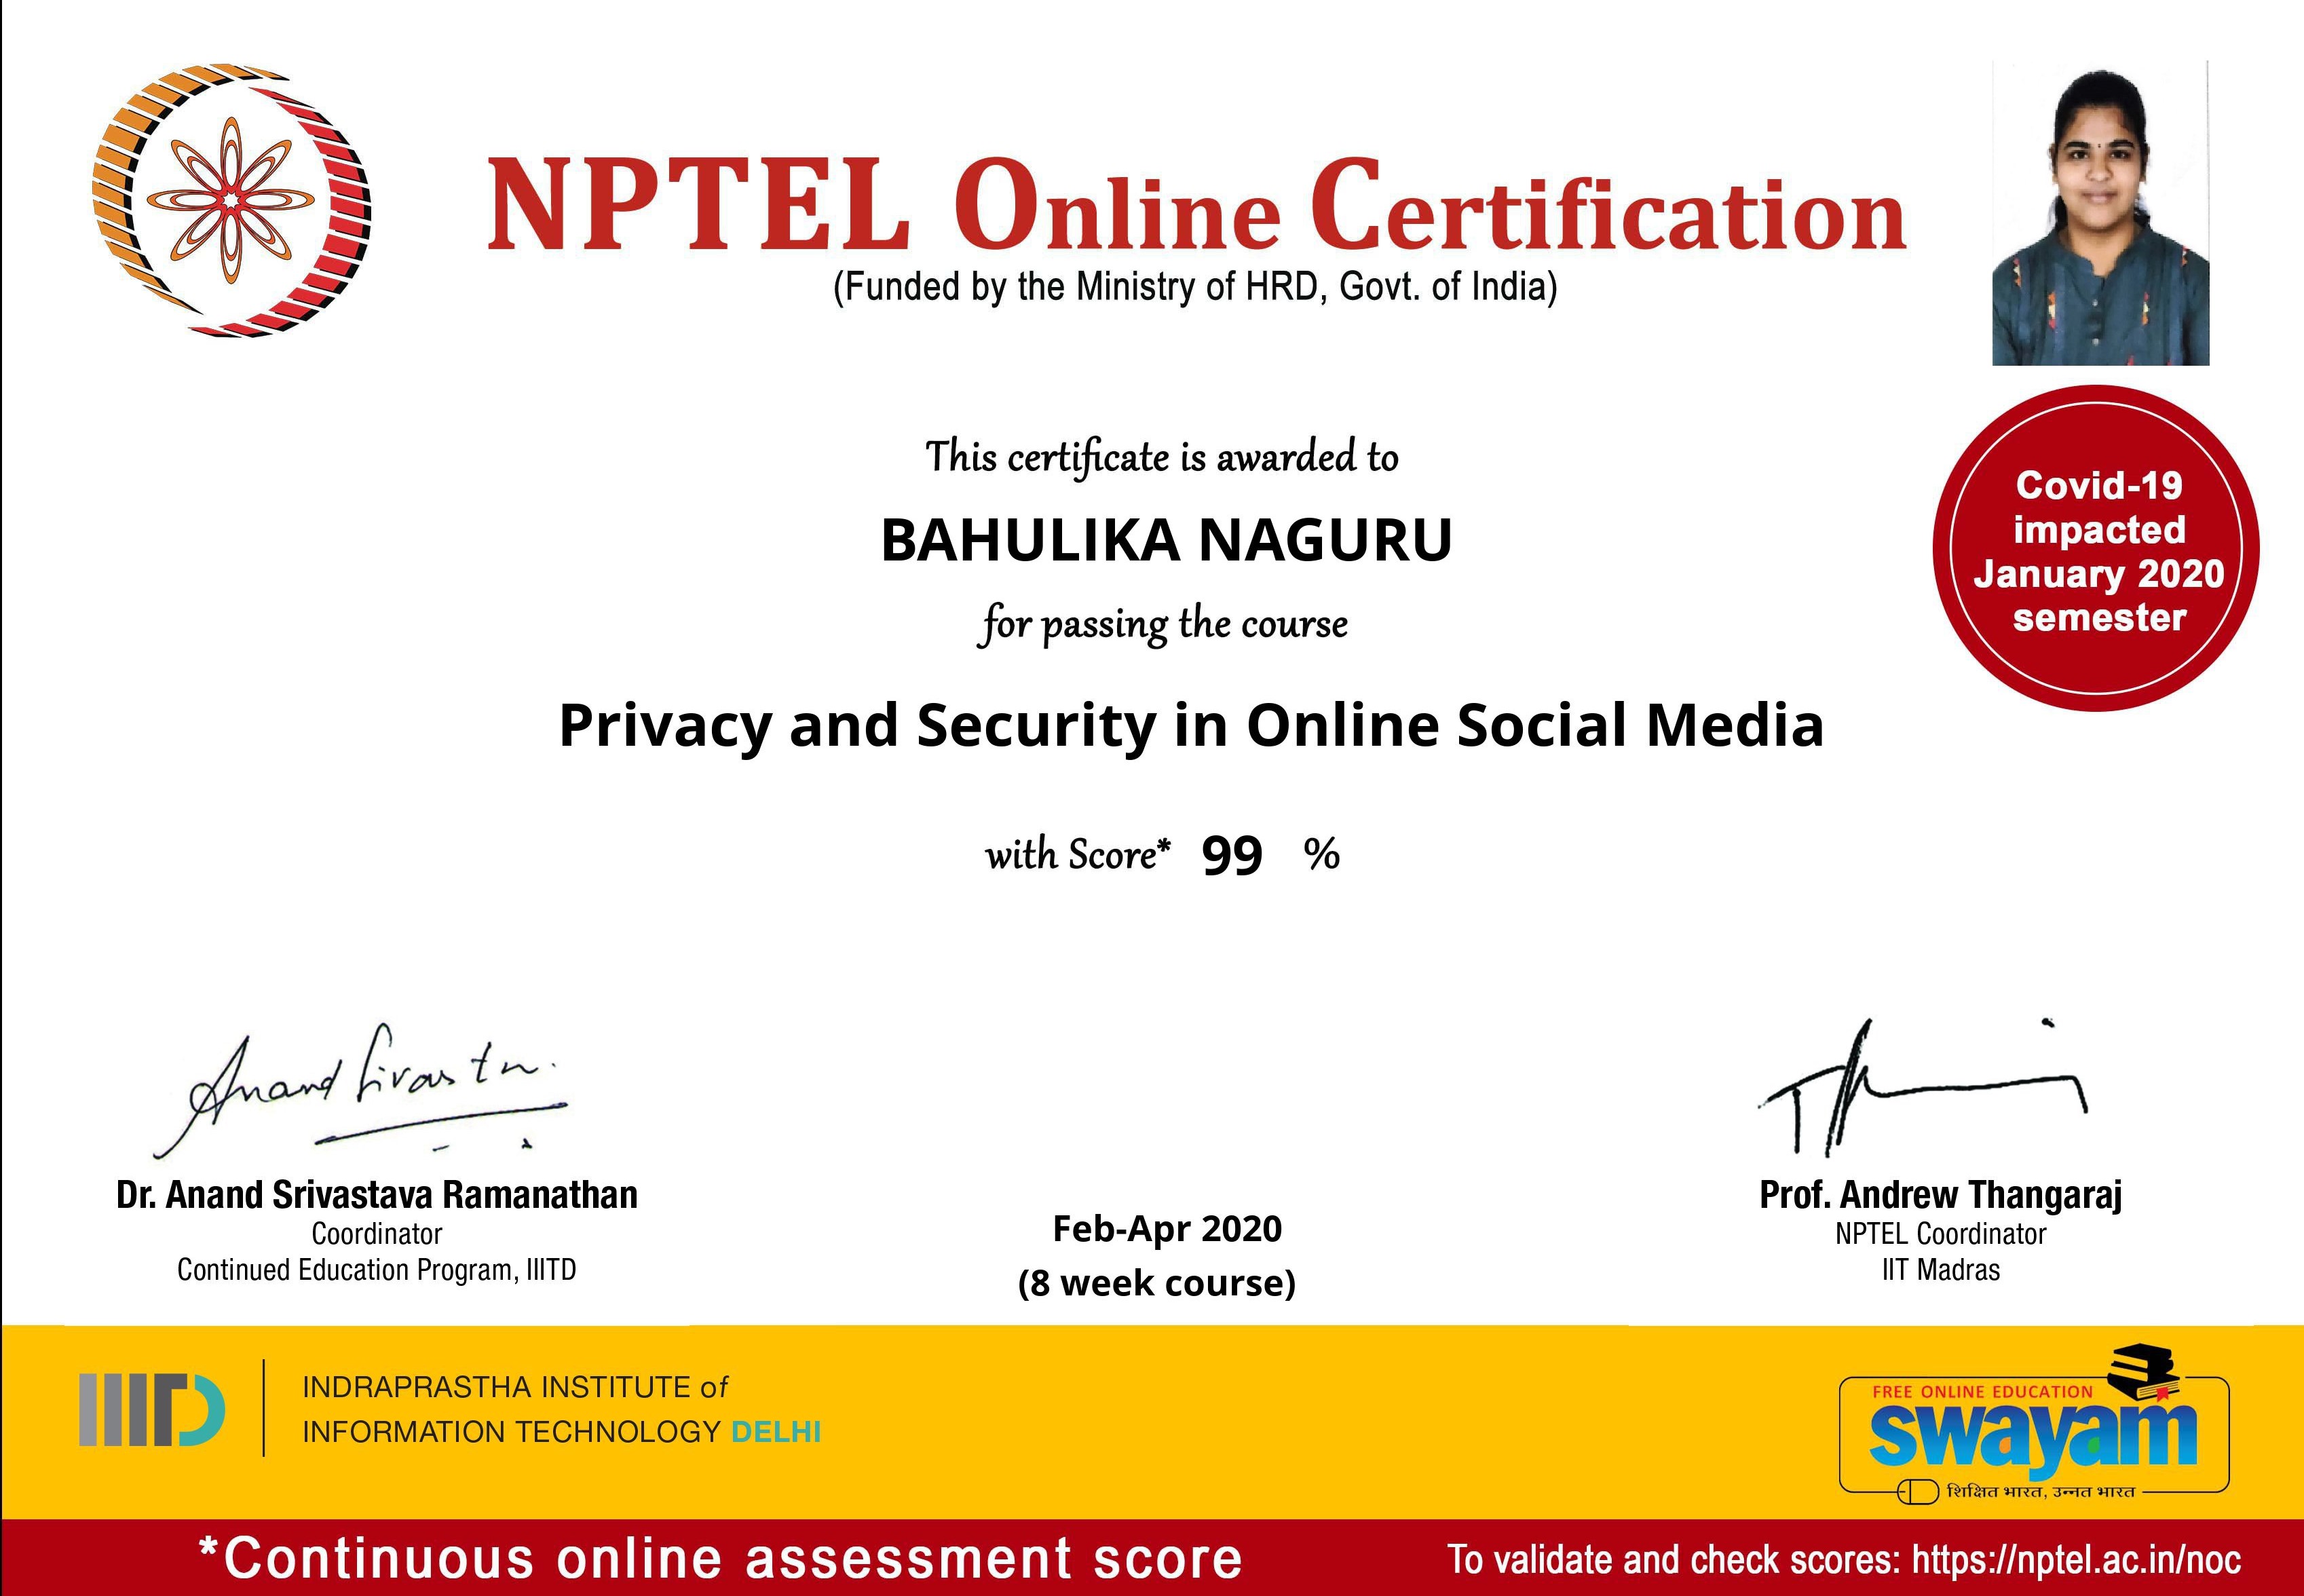 NPTEL Online Certification
(Funded by the Ministry of HRD, Govt. of India)
This certificate is awarded to
BAHULIKA NAGURU
for passing the course
Privacy and Security in Online Social Media
with Score* 99 %
Covid-19
impacted
January 2020
semester
Anand Srivastava
Dr. Anand Srivastava Ramanathan
Coordinator
Continued Education Program, IIITD
Feb-Apr 2020
(8 week course)
Prof. Andrew Thangaraj
NPTEL Coordinator
IIT Madras
IIITD
INDRAPRASTHA INSTITUTE of
INFORMATION TECHNOLOGY DELHI
FREE ONLINE EDUCATION
swayam
शिक्षित भारत, उन्नत भारत
*Continuous online assessment score
To validate and check scores: https://nptel.ac.in/noc